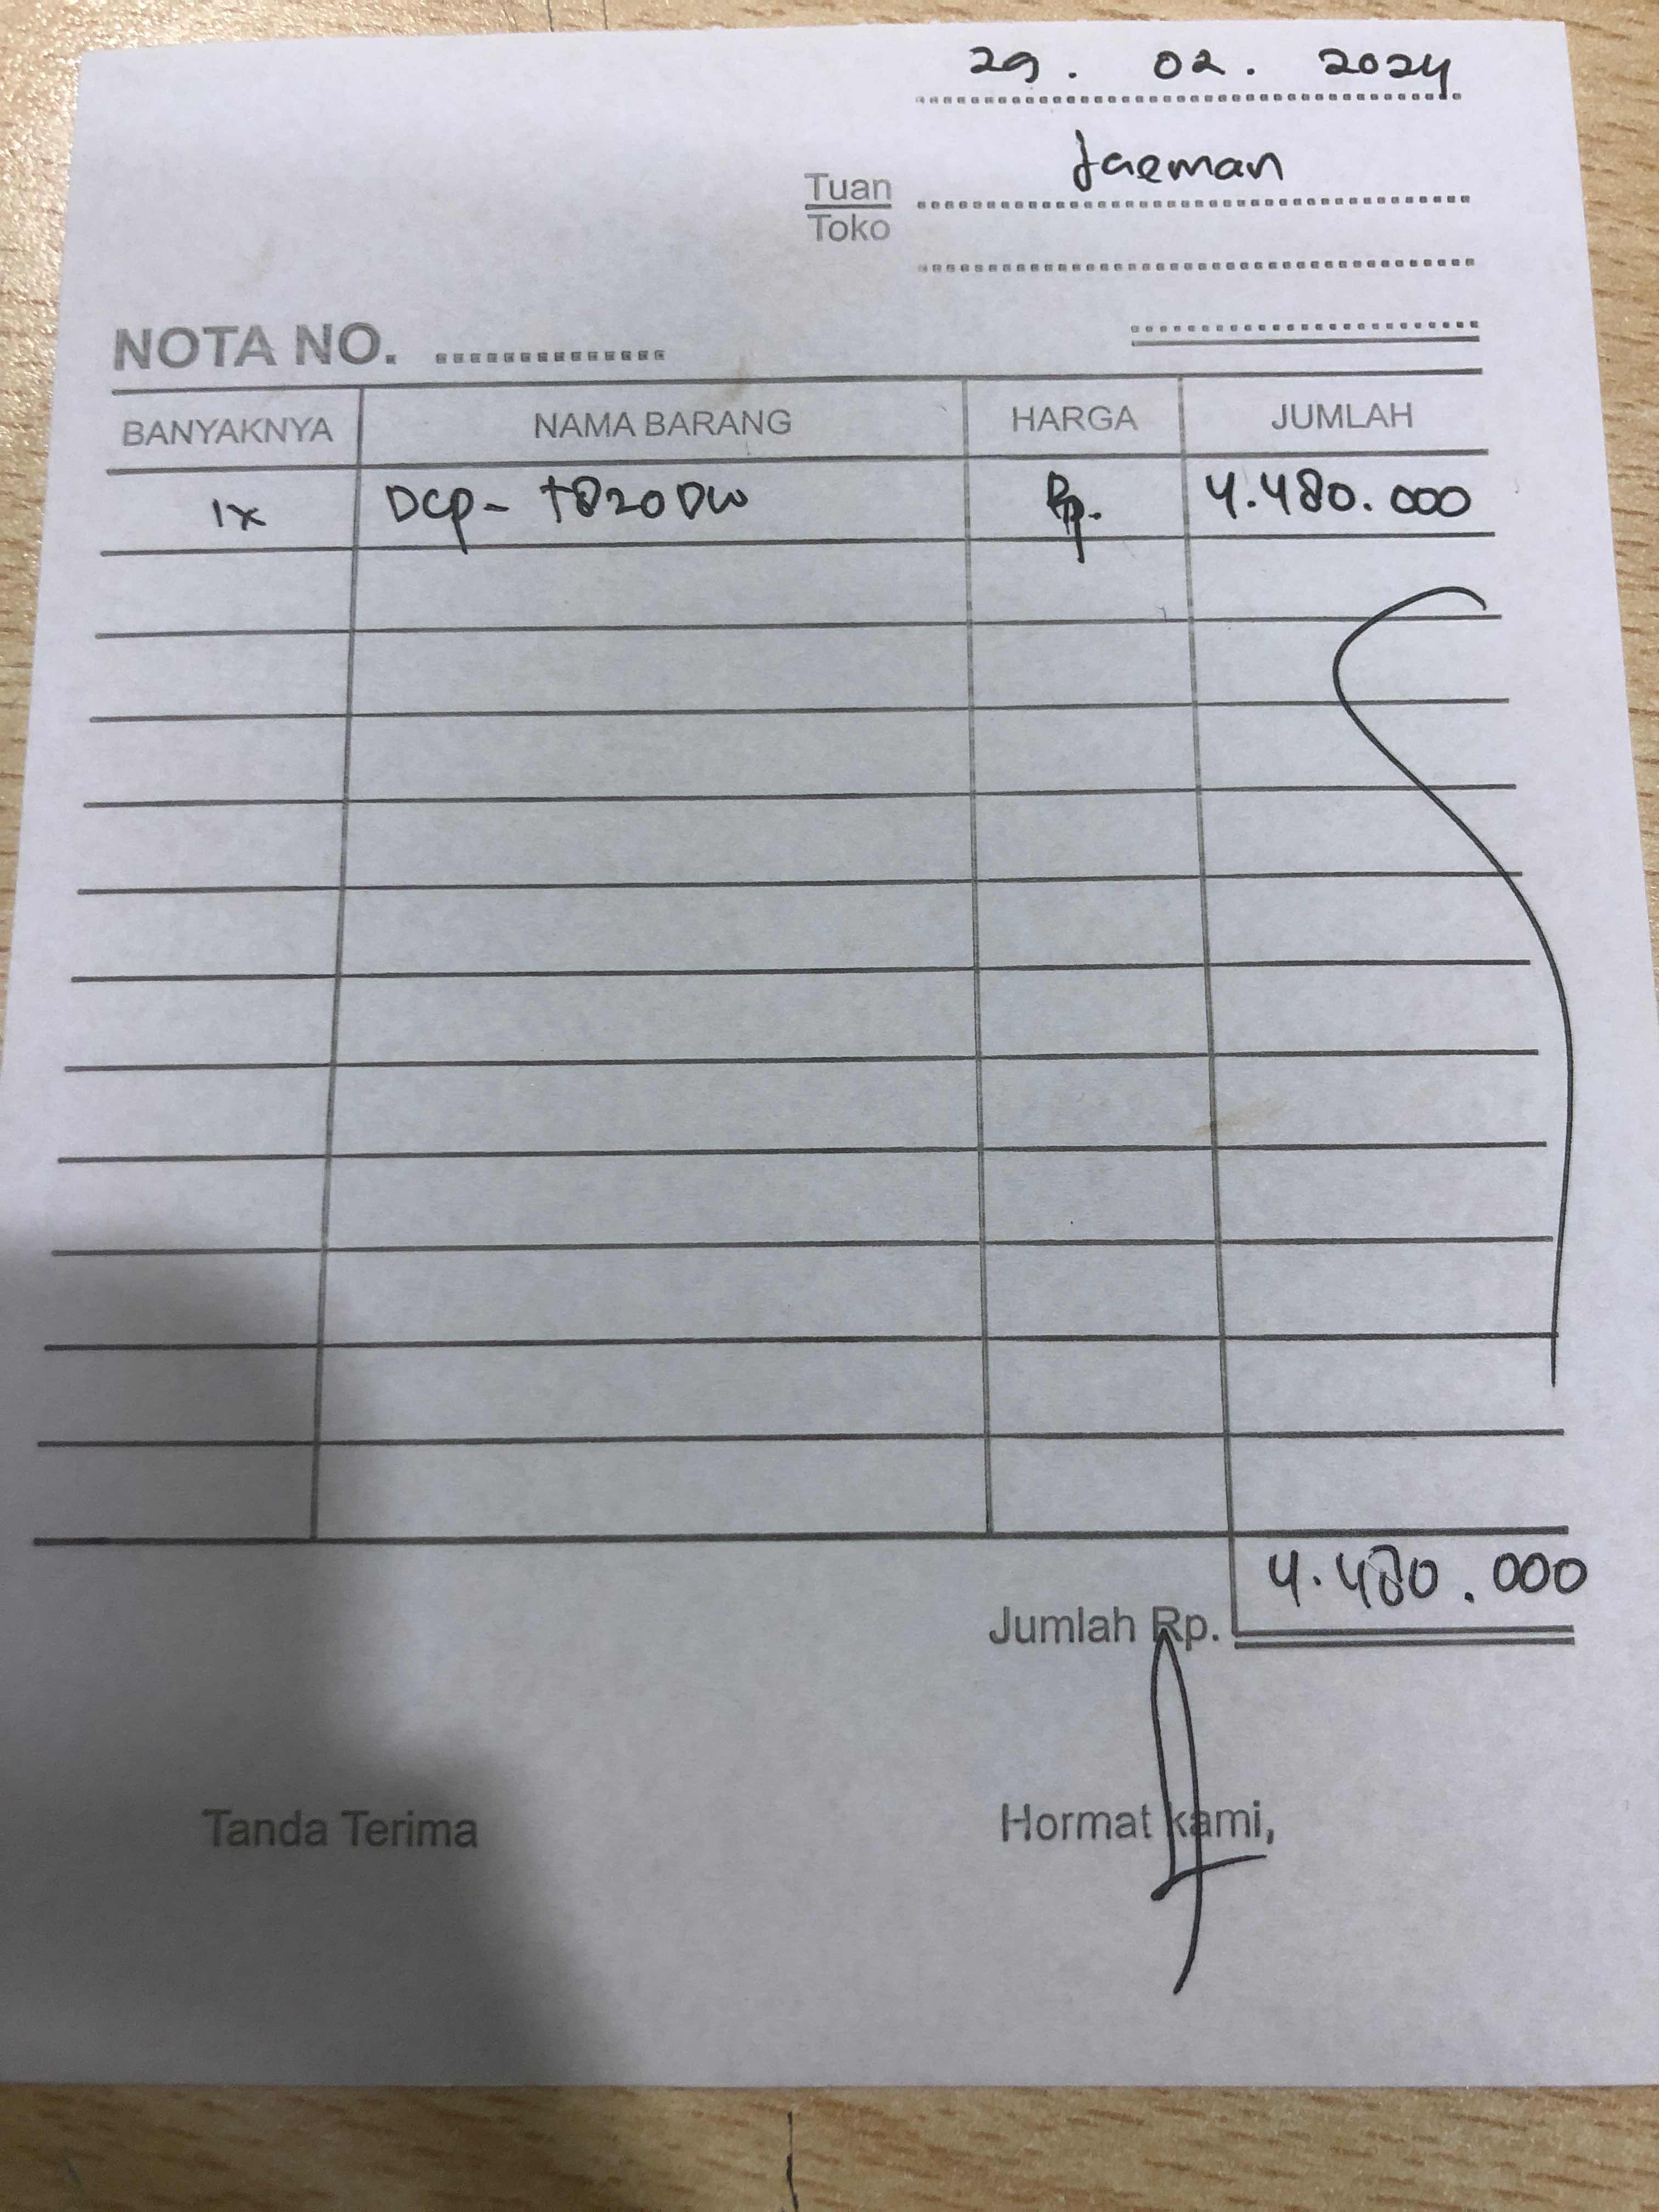 29. 02. 2024
Tuan Jaeman
Toko
NOTA NO.
BANYAKNYA NAMA BARANG HARGA JUMLAH
1x DCP- T820DW Rp. 4.480.000
4.480.000
Jumlah Rp.
Tanda Terima Hormat kami,